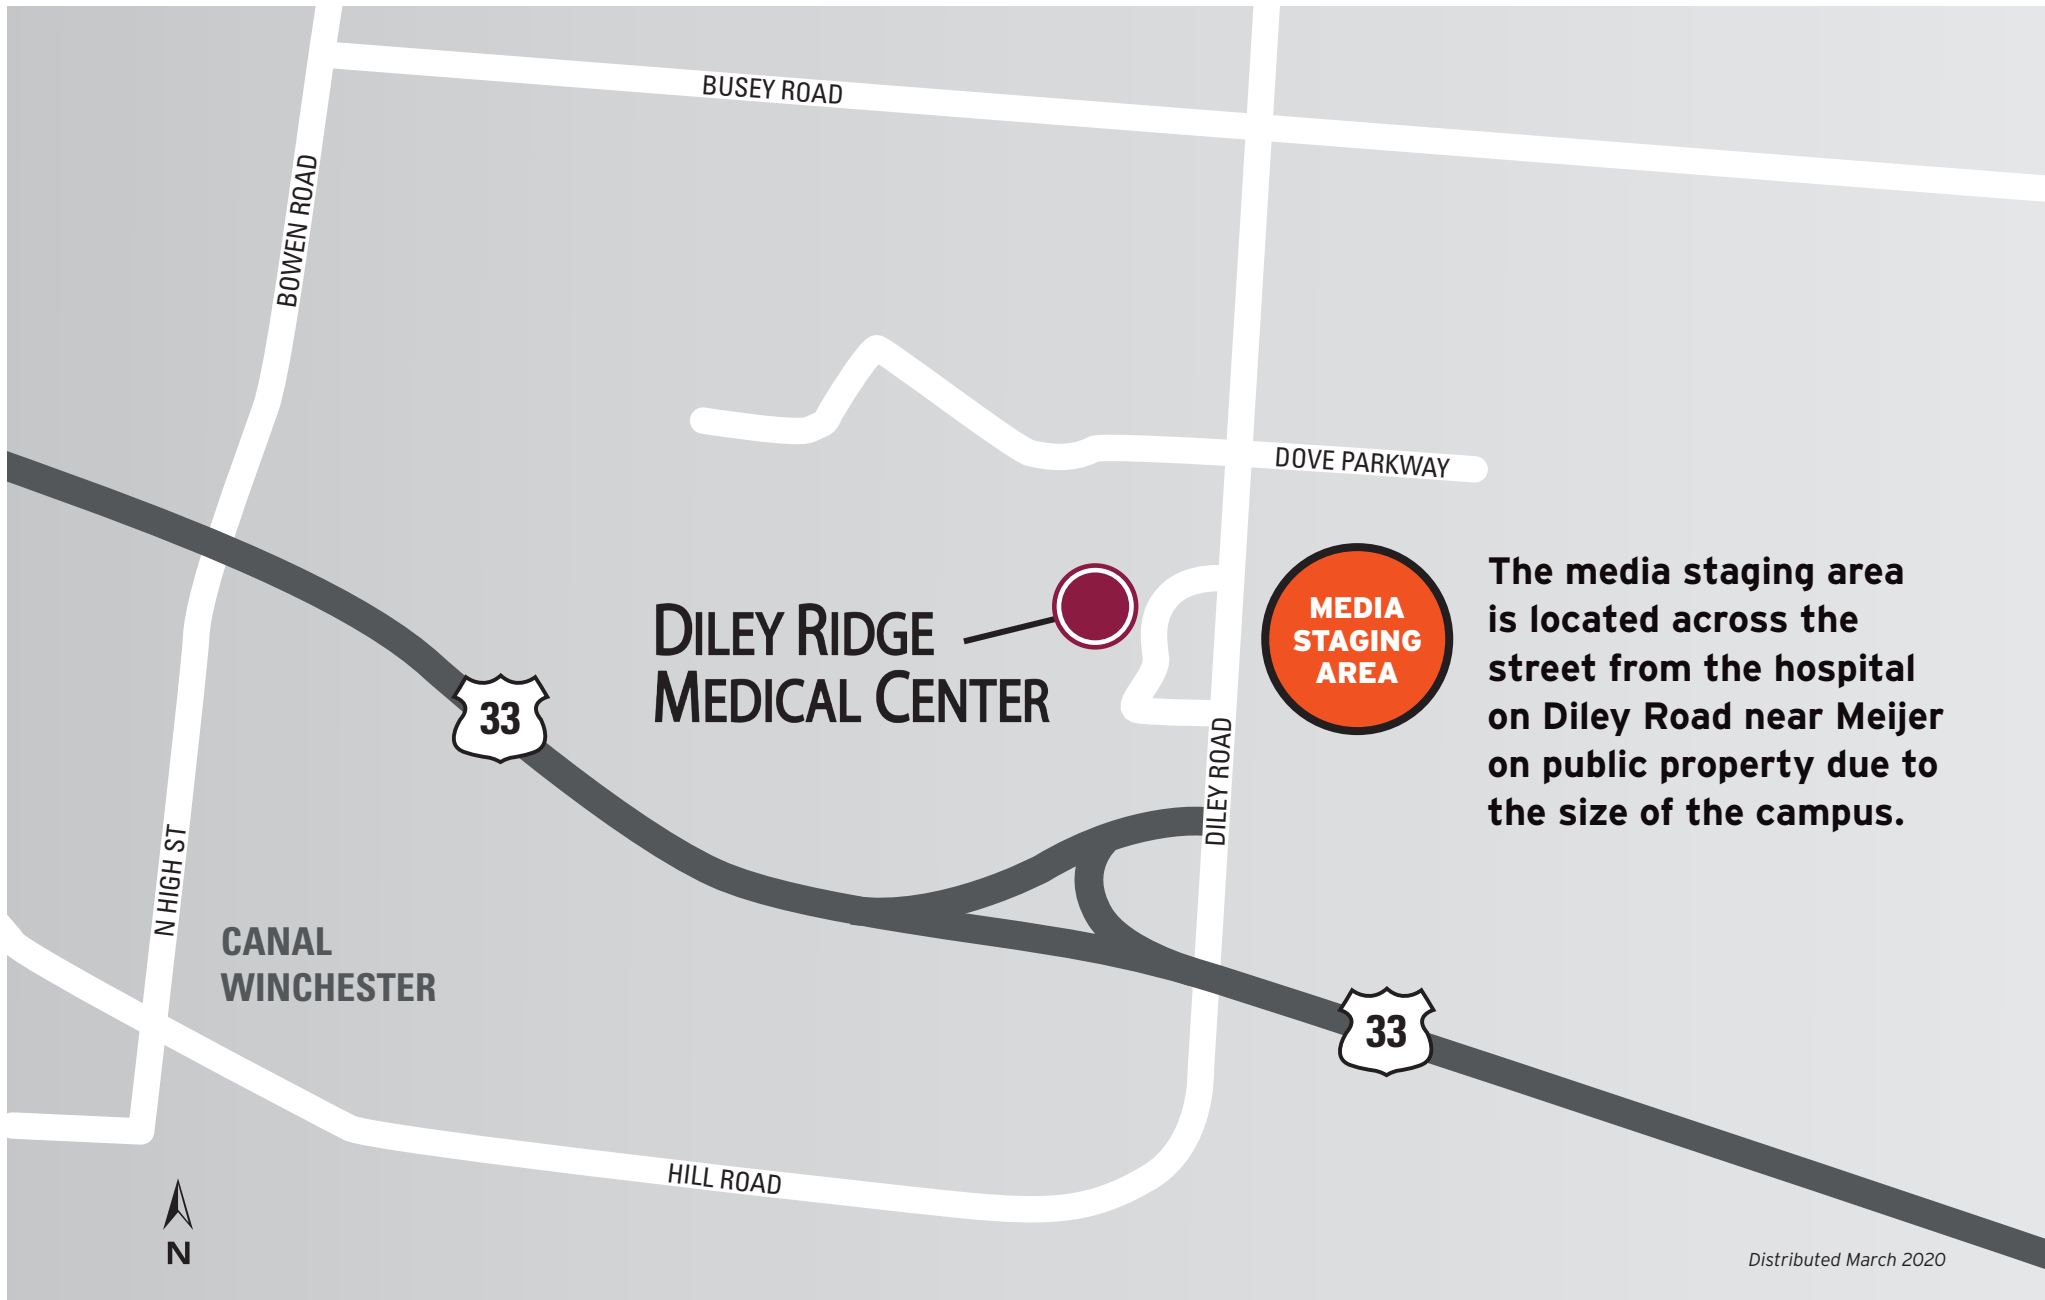 BUSEY ROAD
BOWEN ROAD
DOVE PARKWAY
DILEY RIDGE
MEDICAL CENTER
MEDIA
STAGING
AREA
The media staging area
is located across the
street from the hospital
on Diley Road near Meijer
on public property due to
the size of the campus.
33
DILEY ROAD
N HIGH ST
CANAL
WINCHESTER
33
HILL ROAD
N
Distributed March 2020